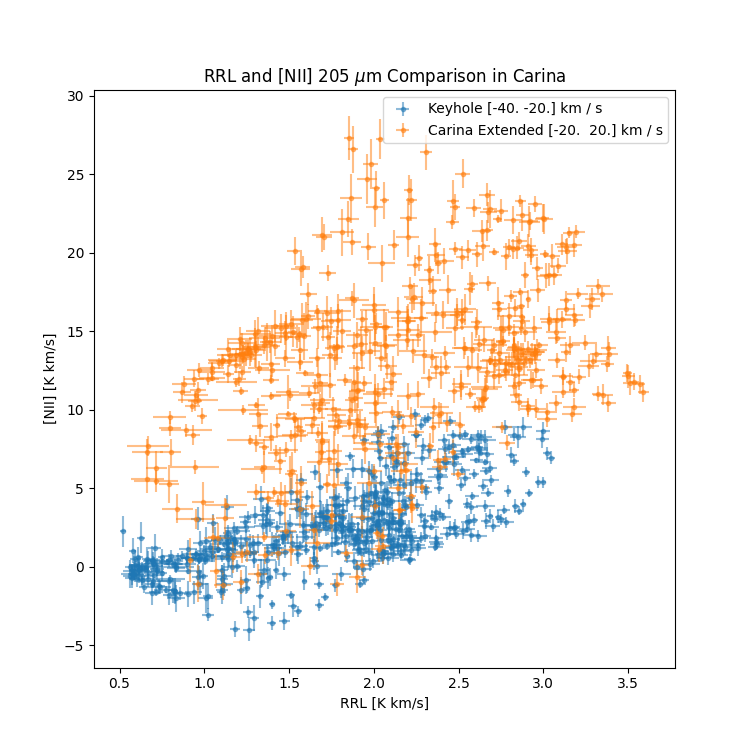 RRL and [NII] 205 μm Comparison in Carina
Keyhole [-40. -20.] km / s
Carina Extended [-20.  20.] km / s
30
25
20
15
10
5
0
−5
[NII] [K km/s]
0.5 1.0 1.5 2.0 2.5 3.0 3.5
RRL [K km/s]